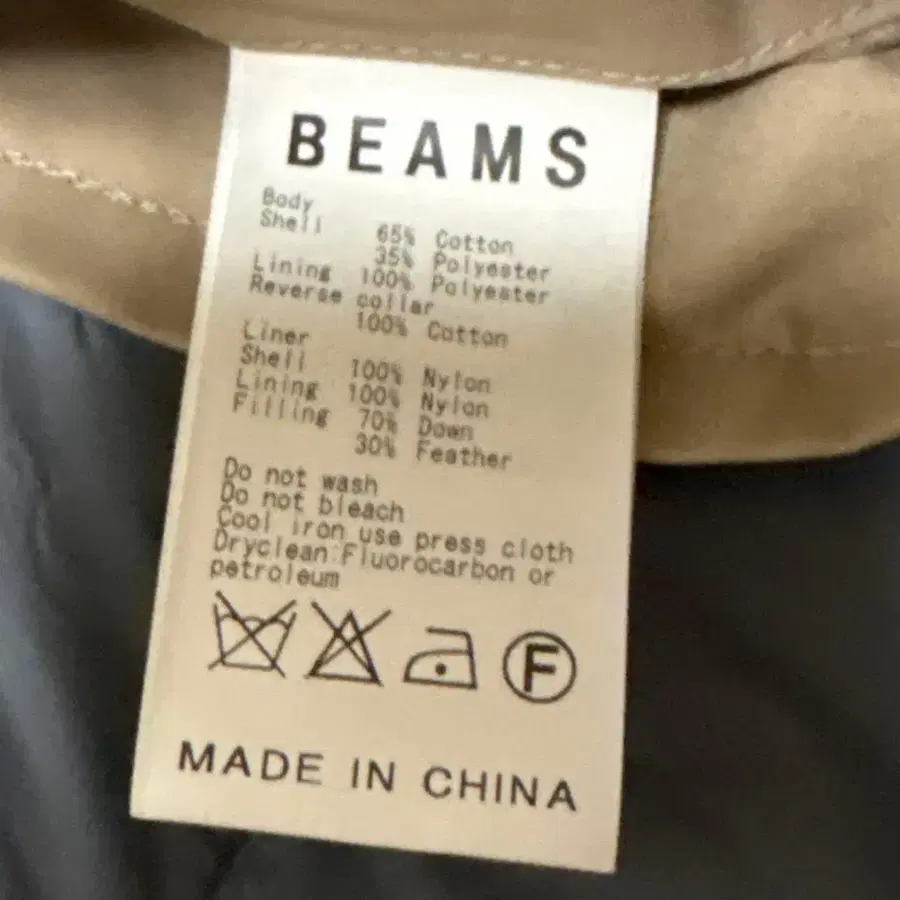 BEAMS
Body
Shell 65% Cotton
35% Polyester
Lining 100% Polyester
Reverse collar
100% Cotton
Liner
Shell 100% Nylon
Lining 100% Nylon
Filling 70% Down
30% Feather
Do not wash
Do not bleach
Cool iron use press cloth
Dryclean:Fluorocarbon or
petroleum
F
MADE IN CHINA